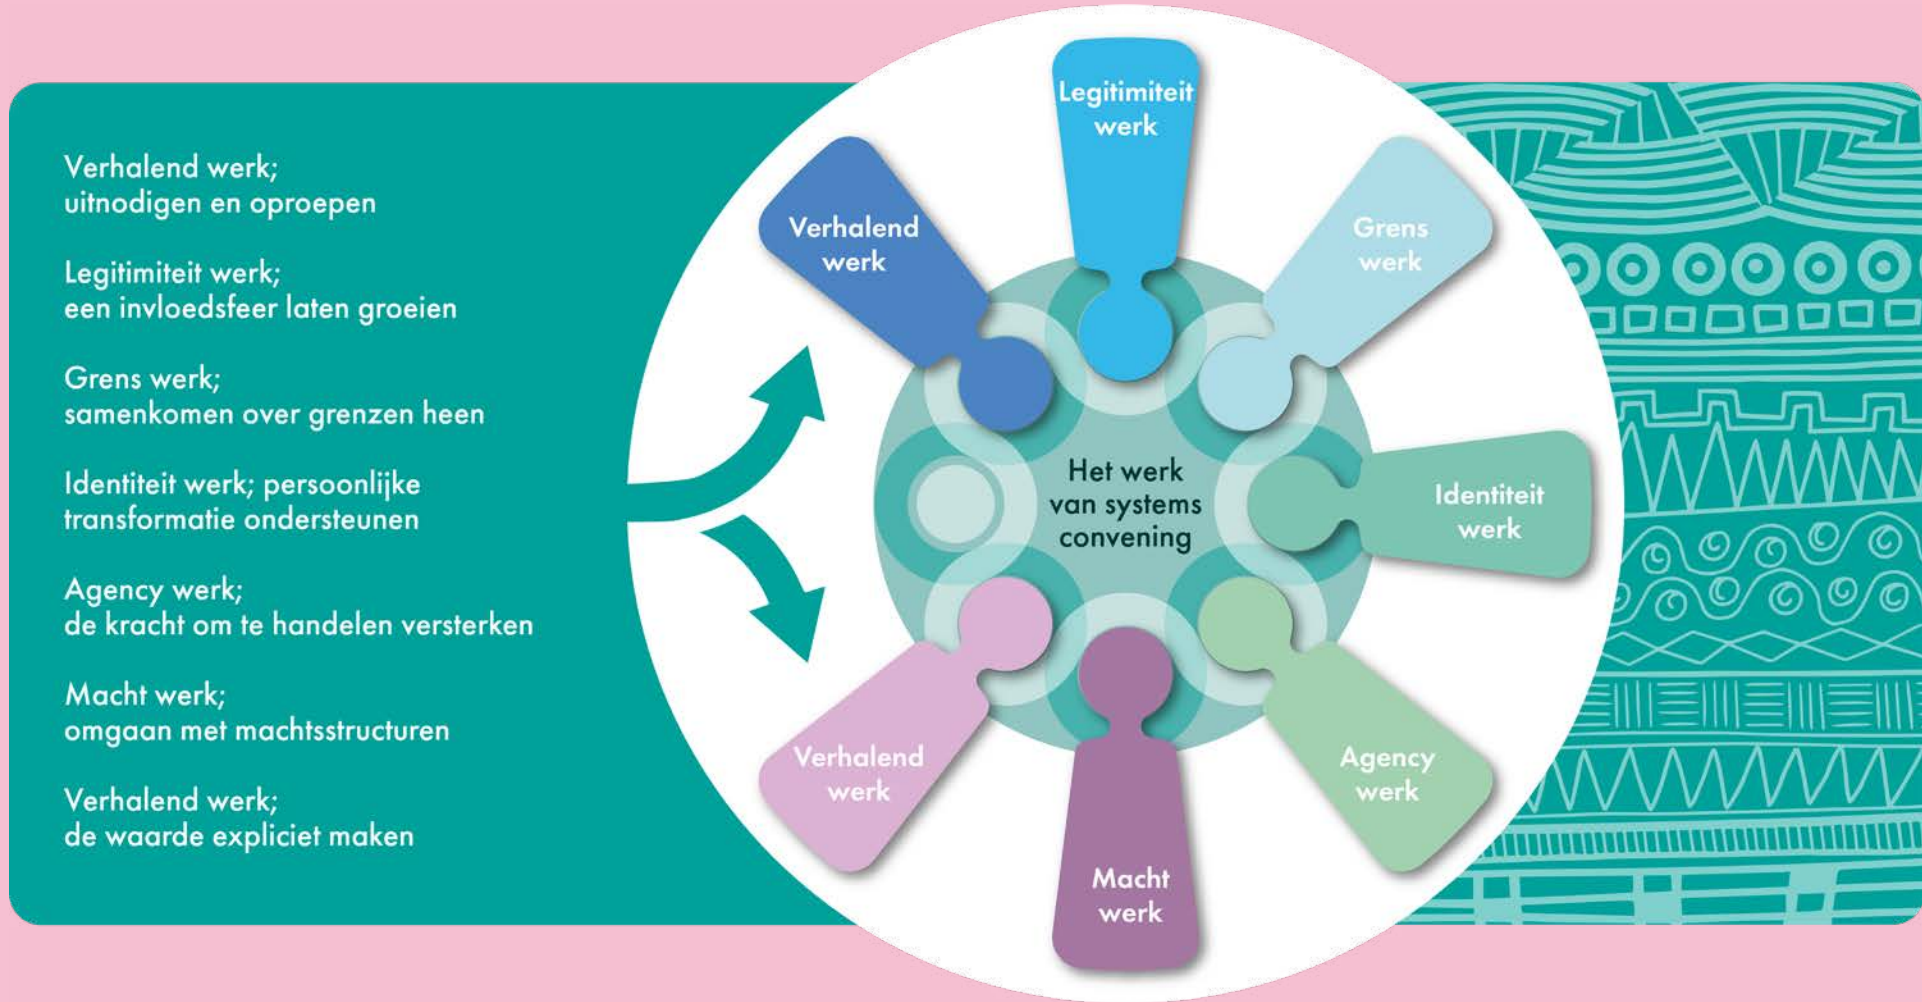 Verhalend werk;
uitnodigen en oproepen
Legitimiteit werk;
een invloedsfeer laten groeien
Grens werk;
samenkomen over grenzen heen
Identiteit werk; persoonlijke
transformatie ondersteunen
Agency werk;
de kracht om te handelen versterken
Macht werk;
omgaan met machtsstructuren
Verhalend werk;
de waarde expliciet maken
Verhalend
werk
Legitimiteit
werk
Grens
werk
Identiteit
werk
Agency
werk
Macht
werk
Verhalend
werk
Het werk
van systems
convening